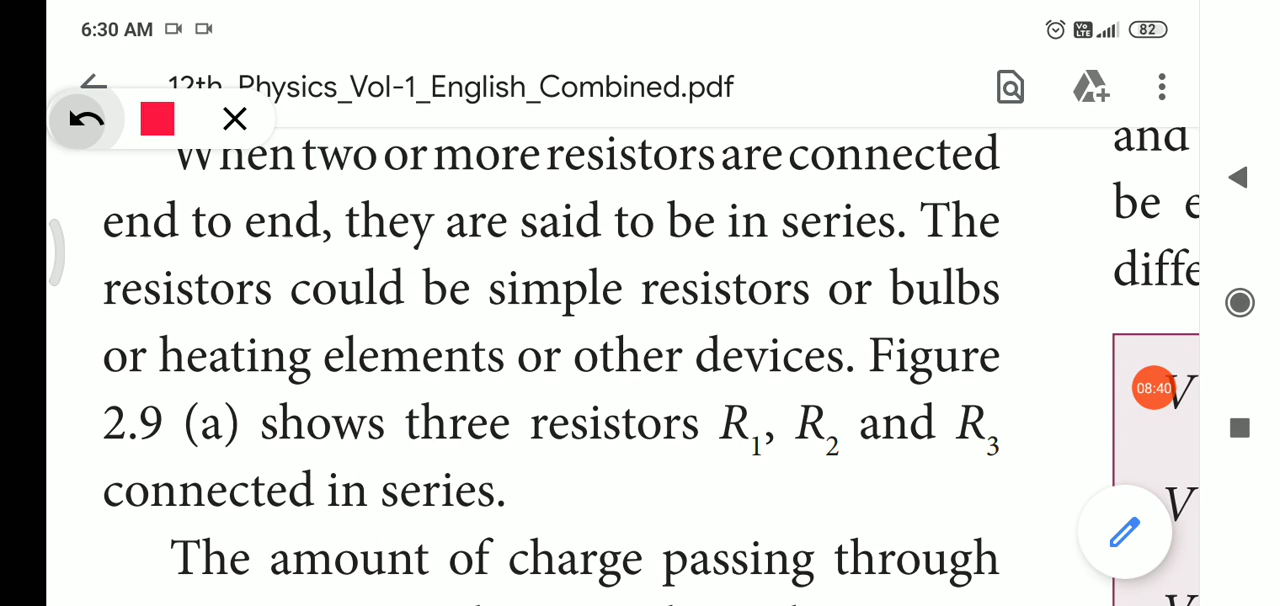 6:30 AM
Vo LTE 82
12th_Physics_Vol-1_English_Combined.pdf
When two or more resistors are connected
end to end, they are said to be in series. The
resistors could be simple resistors or bulbs
or heating elements or other devices. Figure
2.9 (a) shows three resistors R₁, R₂ and R₃
connected in series.
The amount of charge passing through
and
be
08:40 V
V